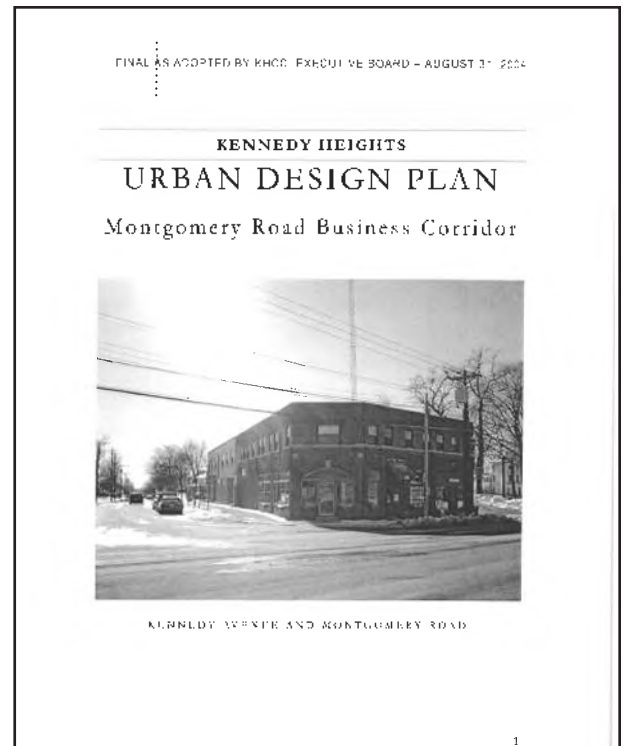 FINAL AS ADOPTED BY KHCC EXECUTIVE BOARD – AUGUST 31, 2004
KENNEDY HEIGHTS
URBAN DESIGN PLAN
Montgomery Road Business Corridor
KENNEDY AVENUE AND MONTGOMERY ROAD
1